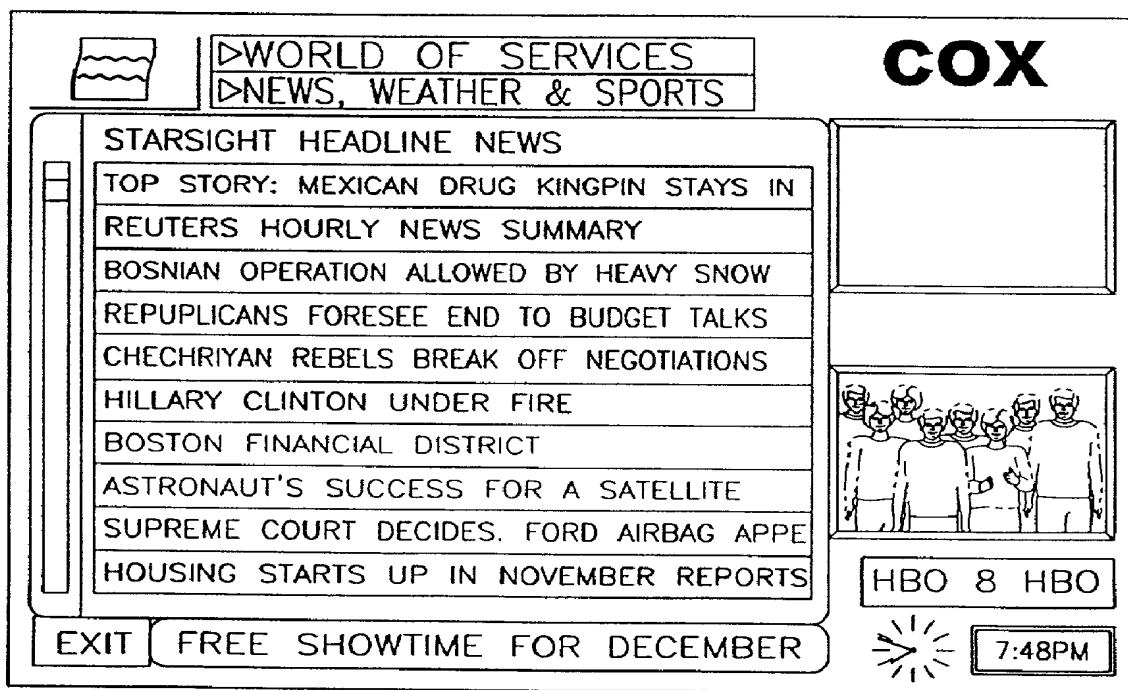 ▷WORLD OF SERVICES
▷NEWS, WEATHER & SPORTS
COX
STARSIGHT HEADLINE NEWS
TOP STORY: MEXICAN DRUG KINGPIN STAYS IN
REUTERS HOURLY NEWS SUMMARY
BOSNIAN OPERATION ALLOWED BY HEAVY SNOW
REPUPLICANS FORESEE END TO BUDGET TALKS
CHECHRIYAN REBELS BREAK OFF NEGOTIATIONS
HILLARY CLINTON UNDER FIRE
BOSTON FINANCIAL DISTRICT
ASTRONAUT'S SUCCESS FOR A SATELLITE
SUPREME COURT DECIDES. FORD AIRBAG APPE
HOUSING STARTS UP IN NOVEMBER REPORTS
HBO 8 HBO
EXIT
FREE SHOWTIME FOR DECEMBER
7:48PM